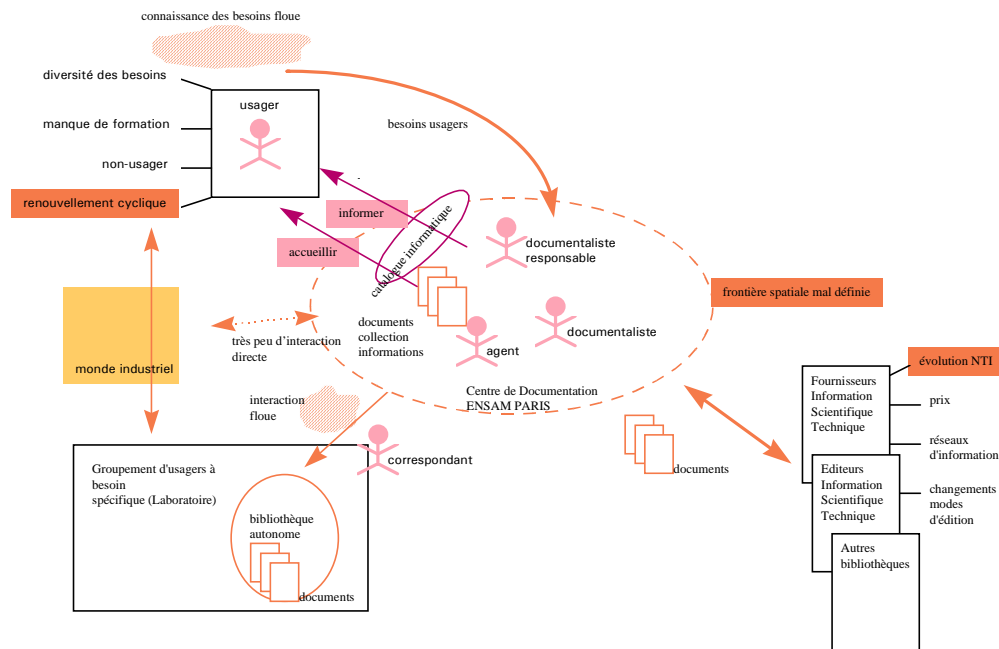 connaissance des besoins floue
diversité des besoins
manque de formation
non-usager
renouvellement cyclique
usager
besoins usagers
informer
accueillir
catalogue informatique
documentaliste
responsable
documentaliste
agent
documents
collection
informations
Centre de Documentation
ENSAM PARIS
frontière spatiale mal définie
très peu d'interaction
directe
monde industriel
interaction
floue
correspondant
Groupement d'usagers à
besoin
spécifique (Laboratoire)
bibliothèque
autonome
documents
documents
évolution NTI
Fournisseurs
Information
Scientifique
Technique
prix
réseaux
d'information
Editeurs
Information
Scientifique
Technique
changements
modes
d'édition
Autres
bibliothèques